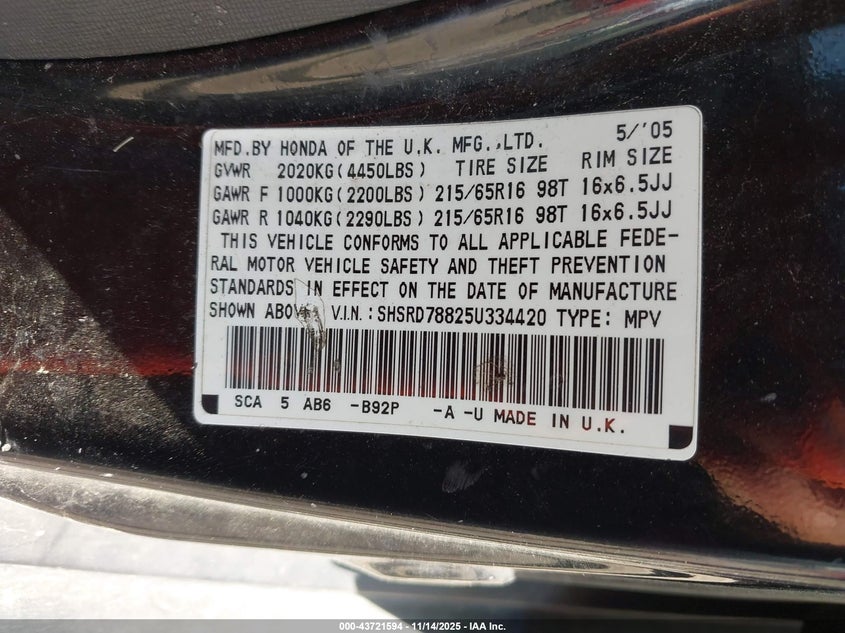 MFD.BY HONDA OF THE U.K. MFG.,LTD. 5/'05
GVWR 2020KG(4450LBS) TIRE SIZE RIM SIZE
GAWR F 1000KG(2200LBS) 215/65R16 98T 16x6.5JJ
GAWR R 1040KG(2290LBS) 215/65R16 98T 16x6.5JJ
THIS VEHICLE CONFORMS TO ALL APPLICABLE FEDE-
RAL MOTOR VEHICLE SAFETY AND THEFT PREVENTION
STANDARDS IN EFFECT ON THE DATE OF MANUFACTURE
SHOWN ABOVE V.I.N.:SHSRD78825U334420 TYPE: MPV
SCA 5 AB6 -B92P -A -U MADE IN U.K.
000-43721594 - 11/14/2025 - IAA Inc.